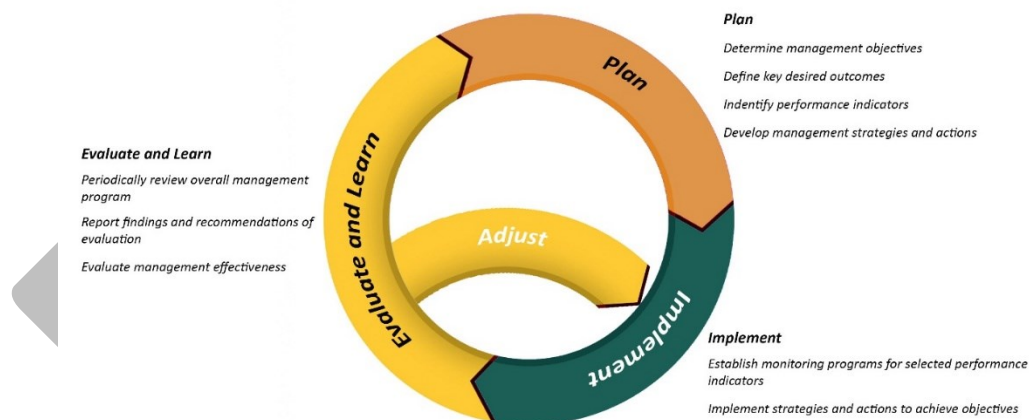 Plan
Determine management objectives
Define key desired outcomes
Indentify performance indicators
Develop management strategies and actions
Plan
Evaluate and Learn
Periodically review overall management
program
Report findings and recommendations of
evaluation
Evaluate management effectiveness
Evaluate and Learn
Adjust
Implement
Implement
Establish monitoring programs for selected performance
indicators
Implement strategies and actions to achieve objectives